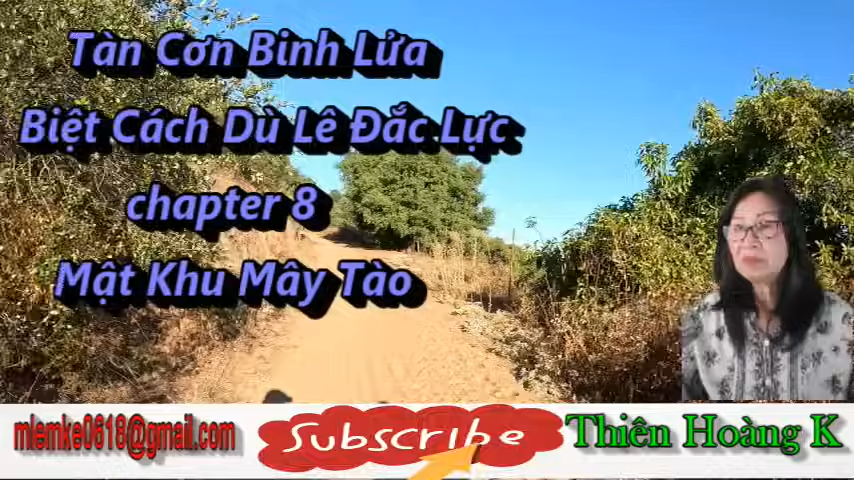 Tàn Cơn Binh Lửa
Biệt Cách Dù Lê Đắc Lực
chapter 8
Mật Khu Mây Tào
mlemke0618@gmail.com
Subscribe
Thiên Hoàng K